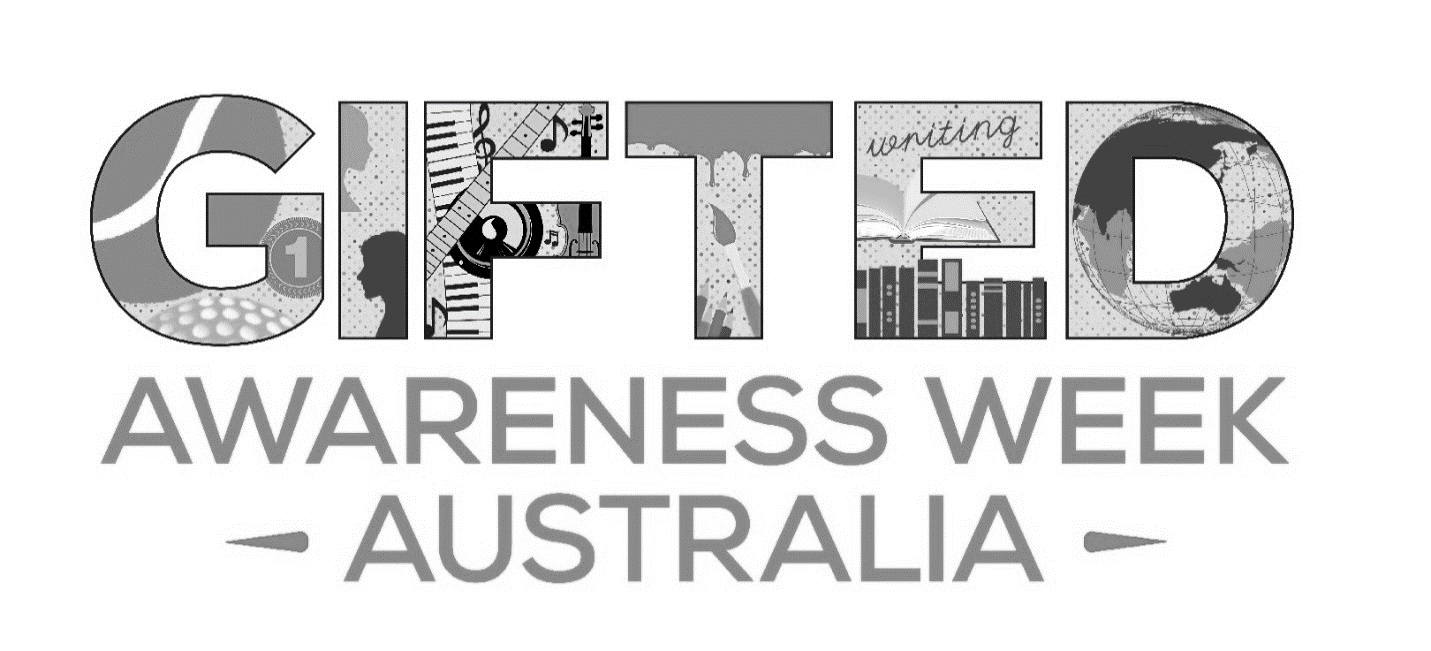 GIFTED
writing
1
AWARENESS WEEK
AUSTRALIA